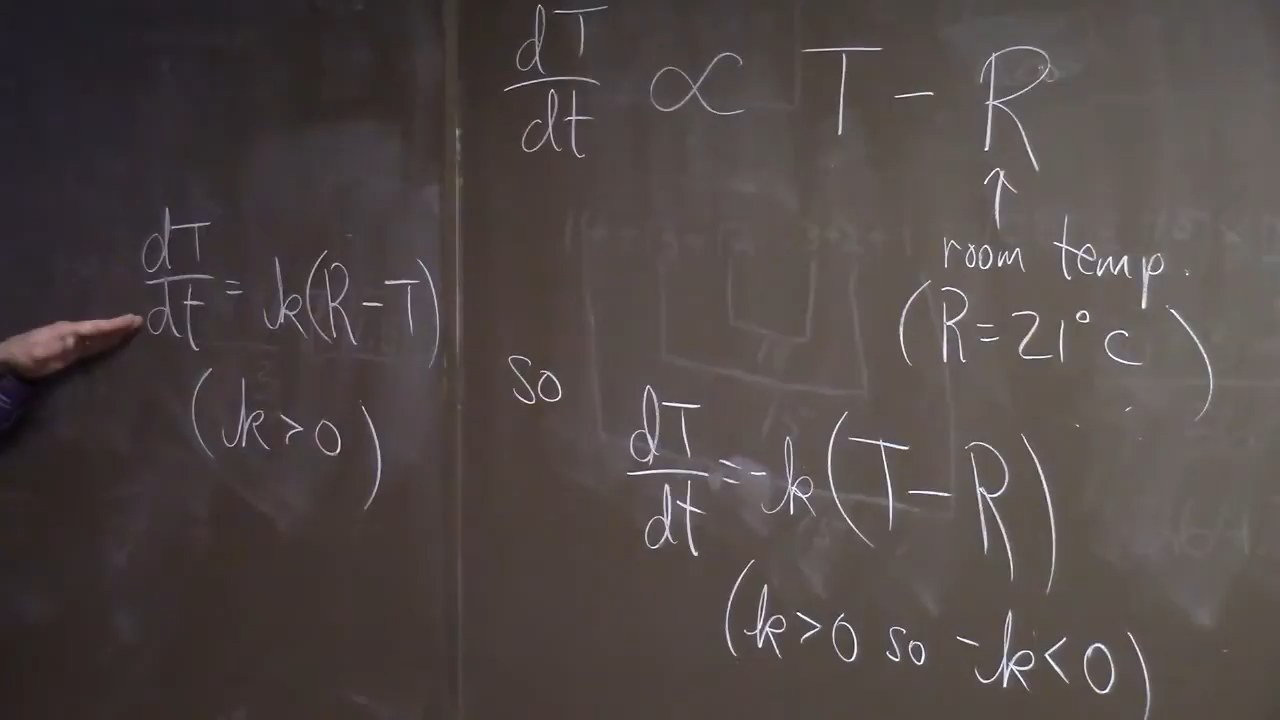 dT/dt = k(R-T)
(k>0)
dT/dt ∝ T - R
↑
room temp.
(R=21°C)
so
dT/dt = -k(T-R)
(k>0 so -k<0)